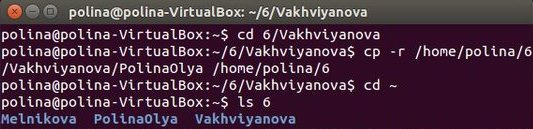 polina@polina-VirtualBox: ~/6/Vakhviyanova
polina@polina-VirtualBox:~$ cd 6/Vakhviyanova
polina@polina-VirtualBox:~/6/Vakhviyanova$ cp -r /home/polina/6
/Vakhviyanova/PolinaOlya /home/polina/6
polina@polina-VirtualBox:~/6/Vakhviyanova$ cd ~
polina@polina-VirtualBox:~$ ls 6
Melnikova  PolinaOlya  Vakhviyanova